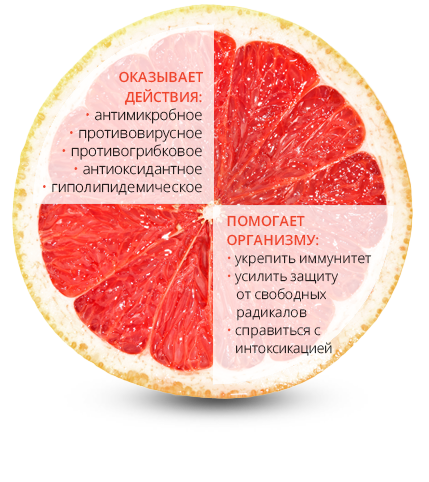 ОКАЗЫВАЕТ
ДЕЙСТВИЯ:
· антимикробное
· противовирусное
· противогрибковое
· антиоксидантное
· гиполипидемическое
ПОМОГАЕТ
ОРГАНИЗМУ:
· укрепить иммунитет
· усилить защиту
от свободных
радикалов
· справиться с
интоксикацией